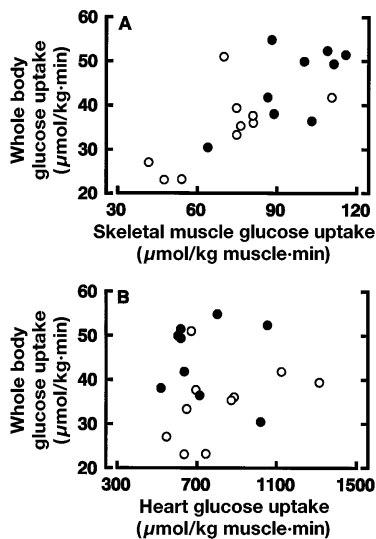 A
60
50
40
30
20
Whole body
glucose uptake
(µmol/kg·min)
30 60 90 120
Skeletal muscle glucose uptake
(µmol/kg muscle·min)
B
60
50
40
30
20
Whole body
glucose uptake
(µmol/kg·min)
300 700 1100 1500
Heart glucose uptake
(µmol/kg muscle·min)